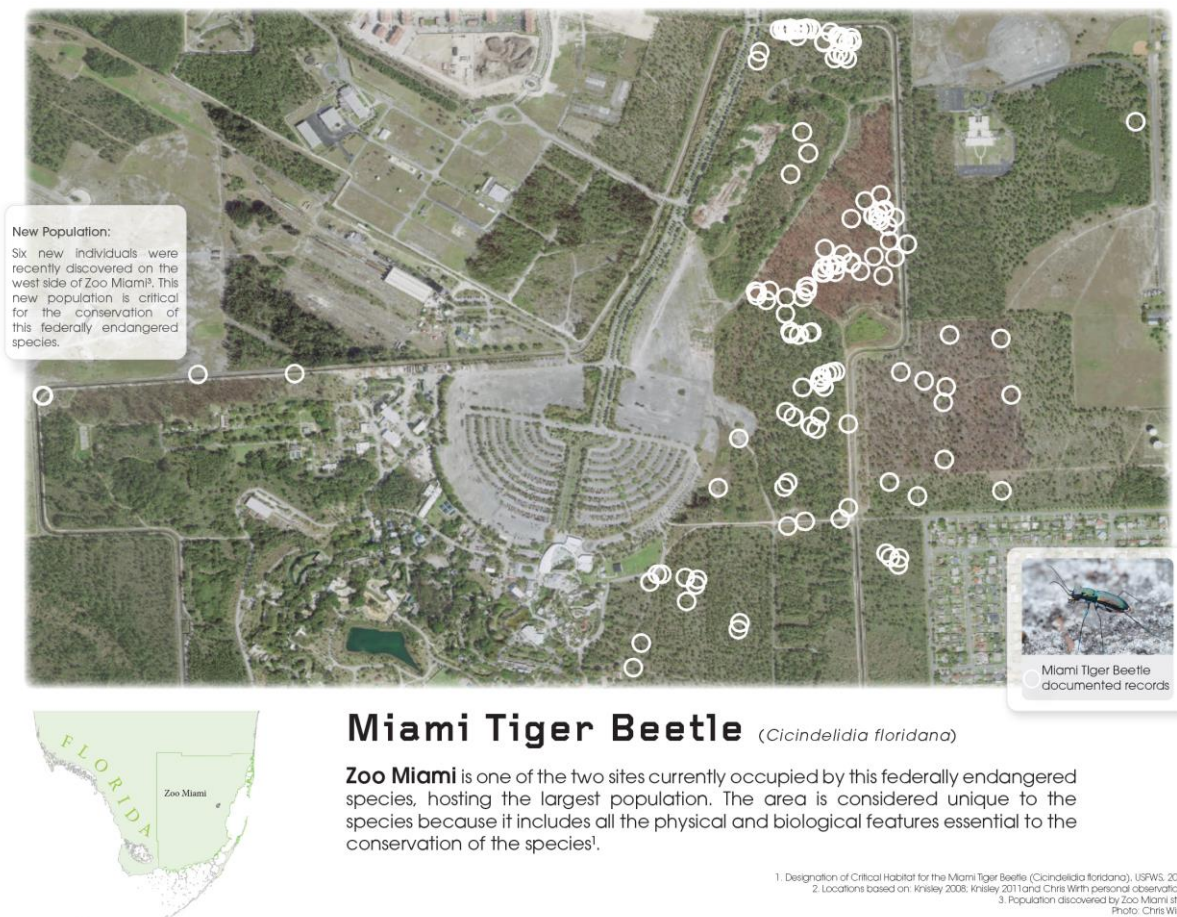 New Population:
Six new individuals were
recently discovered on the
west side of Zoo Miami³. This
new population is critical
for the conservation of
this federally endangered
species.
Miami Tiger Beetle
documented records
FLORIDA
Zoo Miami
Miami Tiger Beetle (Cicindelidia floridana)
Zoo Miami is one of the two sites currently occupied by this federally endangered
species, hosting the largest population. The area is considered unique to the
species because it includes all the physical and biological features essential to the
conservation of the species¹.
1. Designation of Critical Habitat for the Miami Tiger Beetle (Cicindelidia floridana), USFWS, 20
2. Locations based on: Knisley 2008; Knisley 2011and Chris Wirth personal observatio
3. Population discovered by Zoo Miami st
Photo: Chris Wi